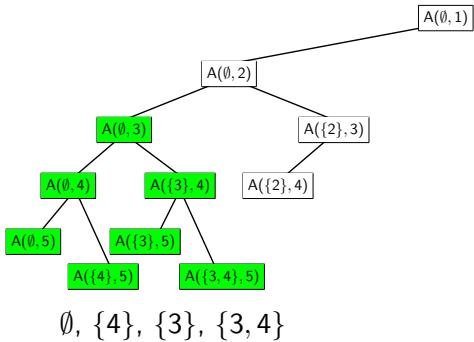 A(∅, 1)
A(∅, 2)
A(∅, 3) A({2}, 3)
A(∅, 4) A({3}, 4) A({2}, 4)
A(∅, 5) A({3}, 5)
A({4}, 5) A({3, 4}, 5)
∅, {4}, {3}, {3, 4}